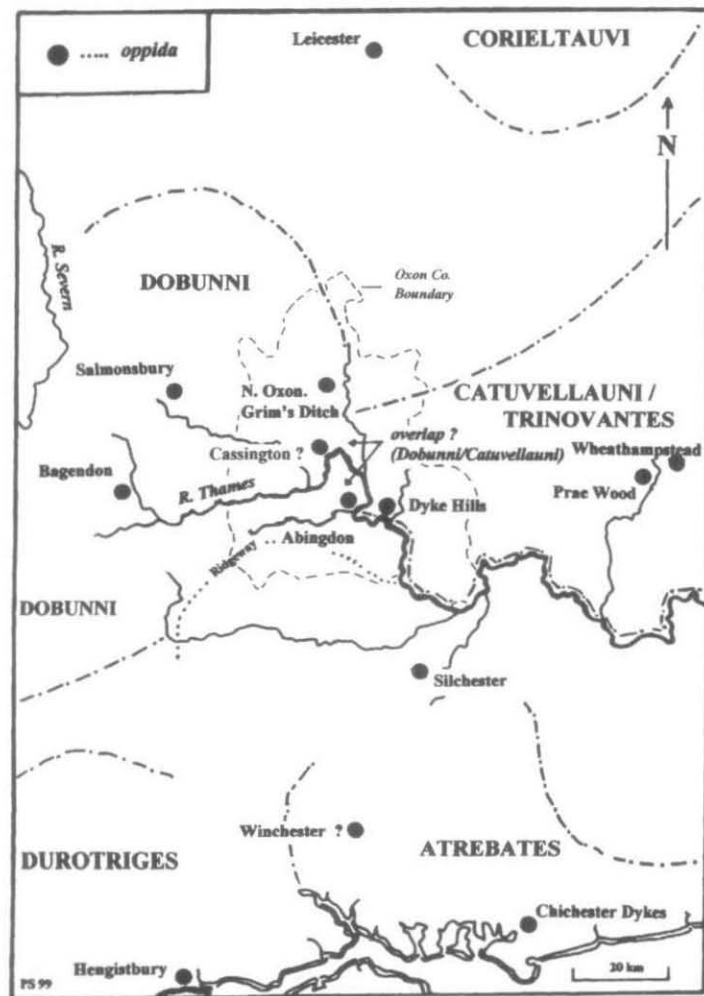 ..... oppida
Leicester
CORIELTAUVI
N
R. Severn
DOBUNNI
Oxon Co.
Boundary
Salmonsbury
N. Oxon.
Grim's Ditch
CATUVELLAUNI /
TRINOVANTES
overlap ?
(Dobunni/Catuvellauni)
Cassington ?
Wheathampstead
Bagendon
R. Thames
Prae Wood
Dyke Hills
Abingdon
Ridgeway
DOBUNNI
Silchester
Winchester ?
DUROTRIGES
ATREBATES
Chichester Dykes
Hengistbury
PS 99
20 km